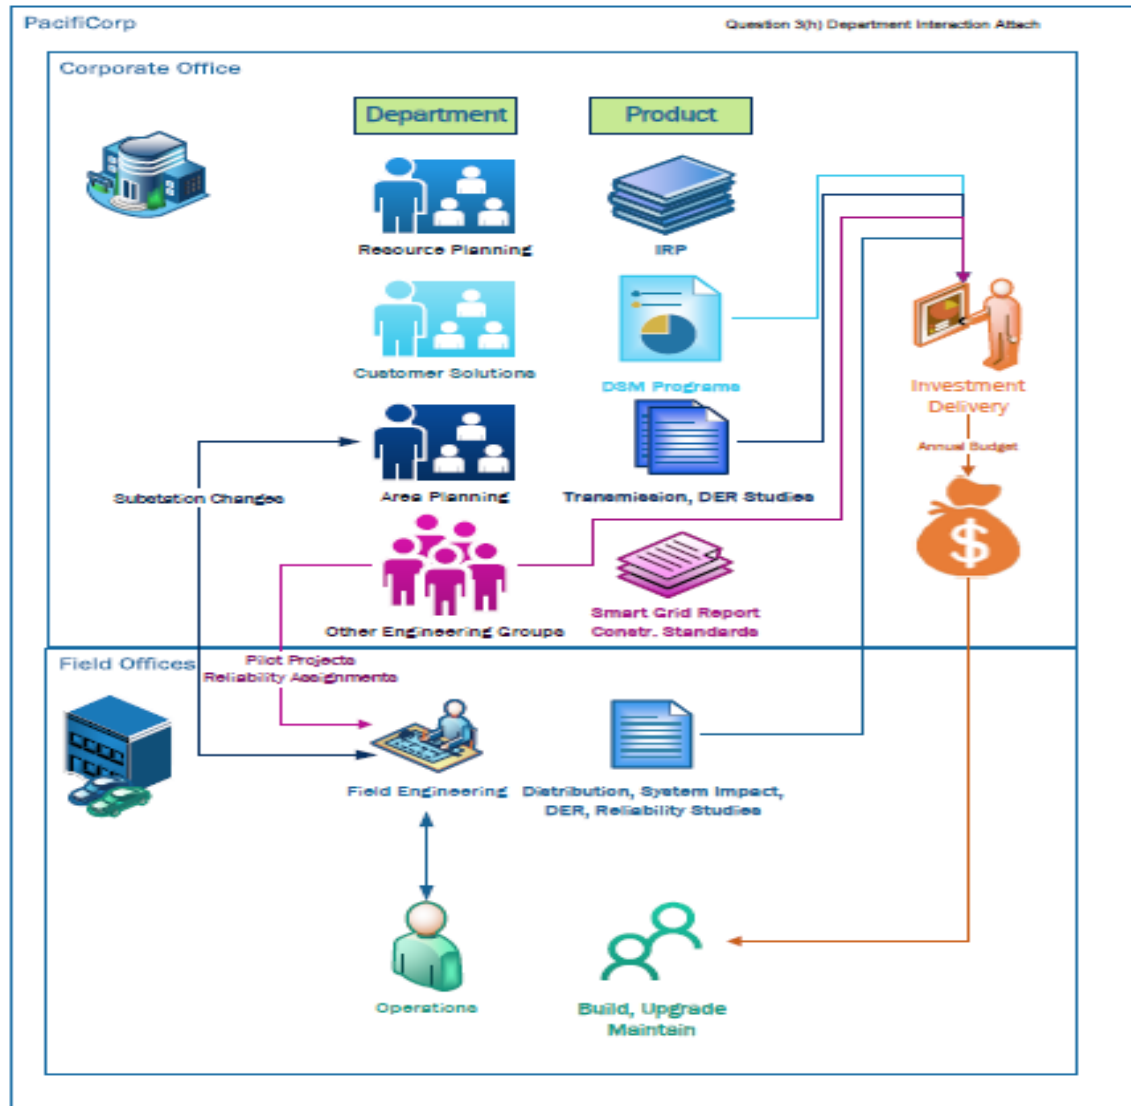 PacifiCorp
Question 3(h) Department Interaction Attach
Corporate Office
Department
Product
Resource Planning
IRP
Customer Solutions
DSM Programs
Investment
Delivery
Annual Budget
Substation Changes
Area Planning
Transmission, DER Studies
$
Other Engineering Groups
Smart Grid Report
Constr. Standards
Field Offices
Pilot Projects
Reliability Assignments
Field Engineering
Distribution, System Impact,
DER, Reliability Studies
Operations
Build, Upgrade
Maintain